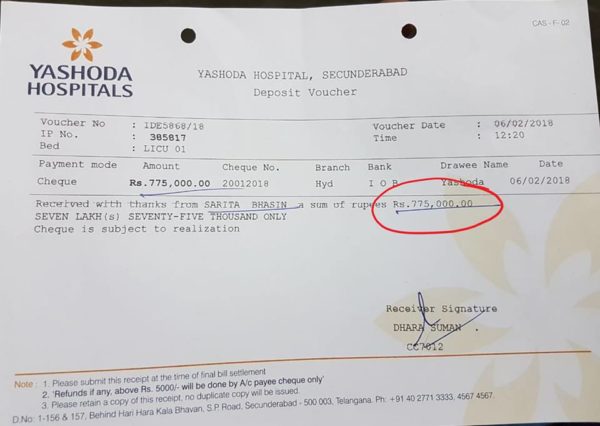 CAS - F - 02
YASHODA
HOSPITALS
YASHODA HOSPITAL, SECUNDERABAD
Deposit Voucher
Voucher No : IDE5868/18 Voucher Date : 06/02/2018
IP No. : 385817 Time : 12:20
Bed : LICU 01
Payment mode Amount Cheque No. Branch Bank Drawee Name Date
Cheque Rs.775,000.00 20012018 Hyd I O B Yashoda 06/02/2018
Received with thanks from SARITA BHASIN a sum of rupees Rs.775,000.00
SEVEN LAKH(s) SEVENTY-FIVE THOUSAND ONLY
Cheque is subject to realization
Receiver Signature
DHARA SUMAN .
CC7012
Note : 1. Please submit this receipt at the time of final bill settlement
2. 'Refunds if any, above Rs. 5000/- will be done by A/c payee cheque only'
3. Please retain a copy of this receipt, no duplicate copy will be issued.
D.No: 1-156 & 157, Behind Hari Hara Kala Bhavan, S.P. Road, Secunderabad - 500 003, Telangana. Ph: +91 40 2771 3333, 4567 4567.